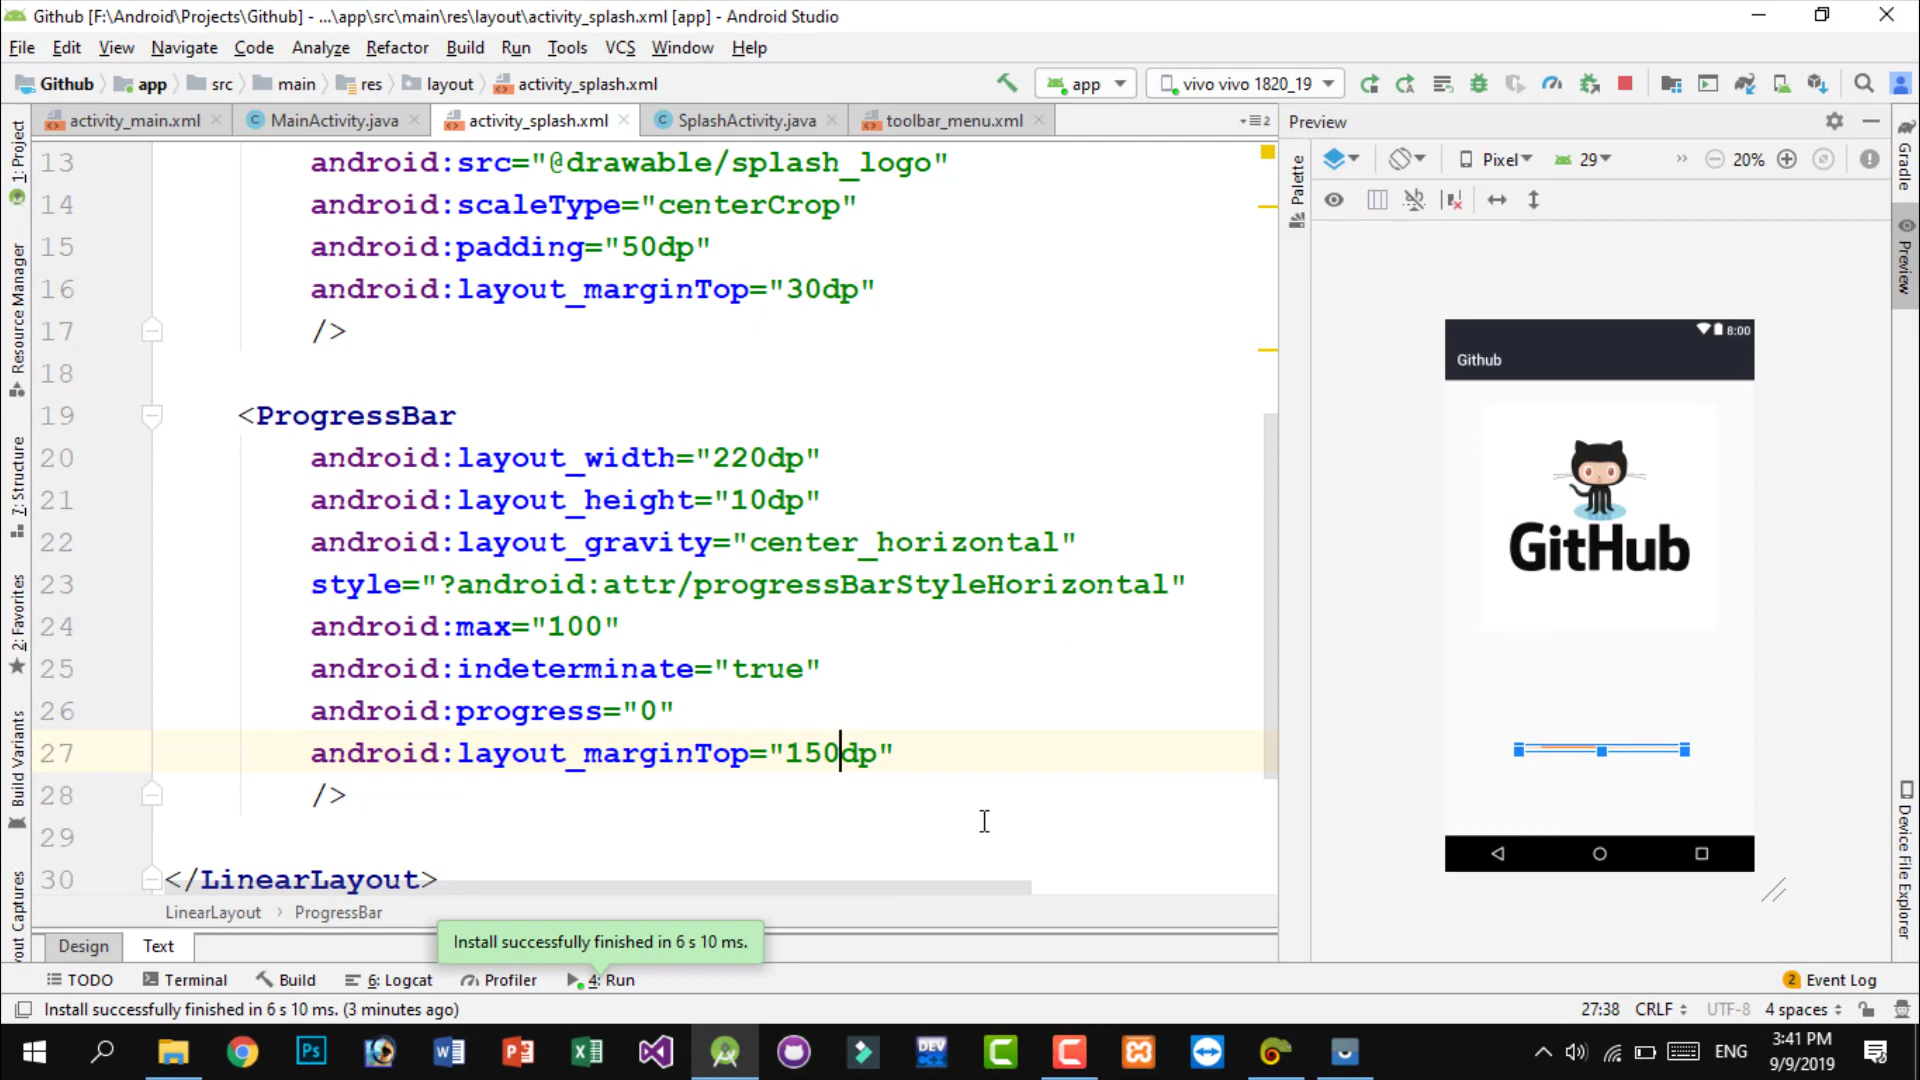 Github [F:\Android\Projects\Github] - ...\app\src\main\res\layout\activity_splash.xml [app] - Android Studio
File Edit View Navigate Code Analyze Refactor Build Run Tools VCS Window Help
Github app src main res layout activity_splash.xml app vivo vivo 1820_19
activity_main.xml MainActivity.java activity_splash.xml SplashActivity.java toolbar_menu.xml 2 Preview
1: Project
Resource Manager
7: Structure
2: Favorites
Build Variants
out Captures
13 android:src="@drawable/splash_logo"
14 android:scaleType="centerCrop"
15 android:padding="50dp"
16 android:layout_marginTop="30dp"
17 />
18
19 <ProgressBar
20 android:layout_width="220dp"
21 android:layout_height="10dp"
22 android:layout_gravity="center_horizontal"
23 style="?android:attr/progressBarStyleHorizontal"
24 android:max="100"
25 android:indeterminate="true"
26 android:progress="0"
27 android:layout_marginTop="150dp"
28 />
29
30 </LinearLayout>
LinearLayout › ProgressBar
Palette
Pixel 29 » 20%
8:00
Github
GitHub
Gradle
Preview
Device File Explorer
Design Text
Install successfully finished in 6 s 10 ms.
TODO Terminal Build 6: Logcat Profiler 4: Run 2 Event Log
Install successfully finished in 6 s 10 ms. (3 minutes ago) 27:38 CRLF UTF-8 4 spaces
Ps DEV ENG 3:41 PM
9/9/2019